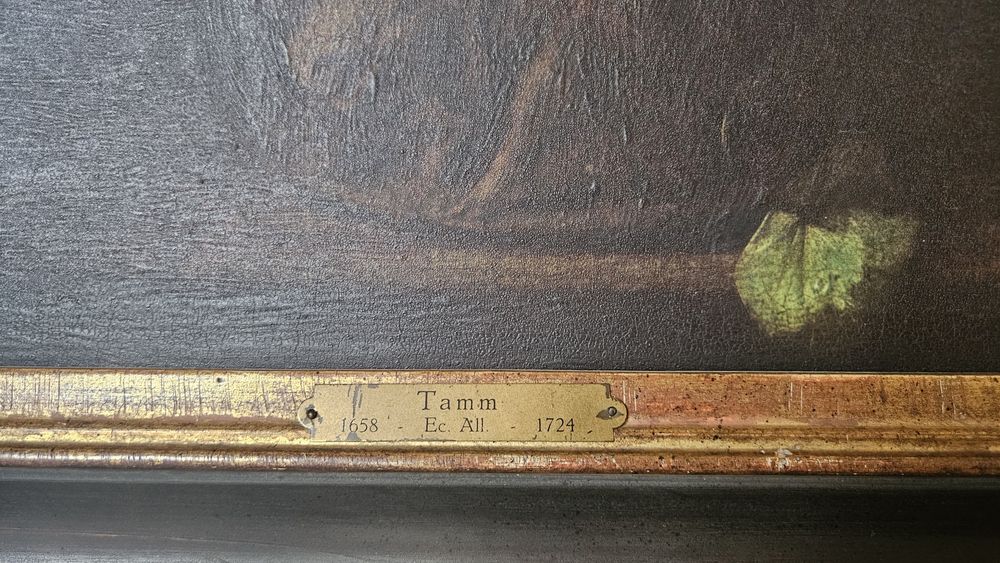 Tamm
1658 - Ec. All. - 1724